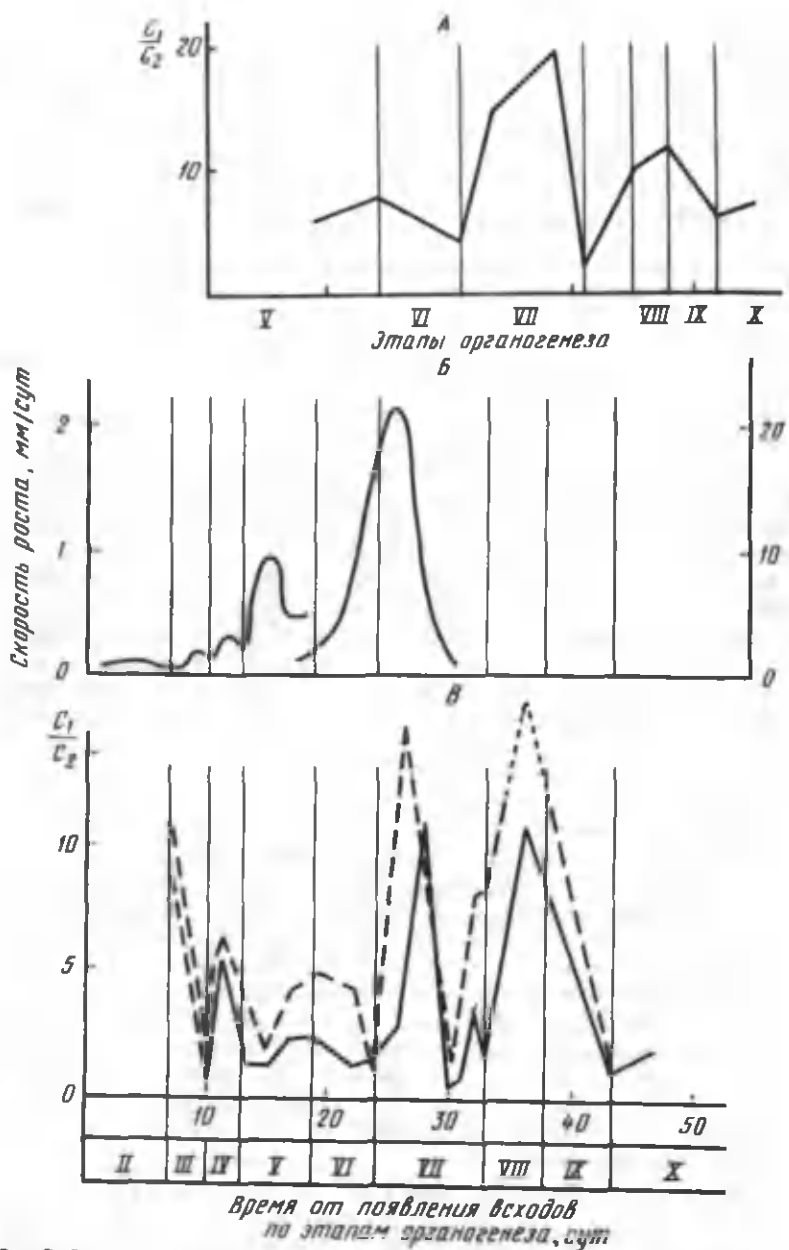 А
C₁
C₂
20
10
V VI VII VIII IX X
Этапы органогенеза
Б
Скорость роста, мм/сут
2
1
0
20
10
0
В
C₁
C₂
10
5
0
10 20 30 40 50
II III IV V VI VII VIII IX X
Время от появления всходов
по этапам органогенеза, сут